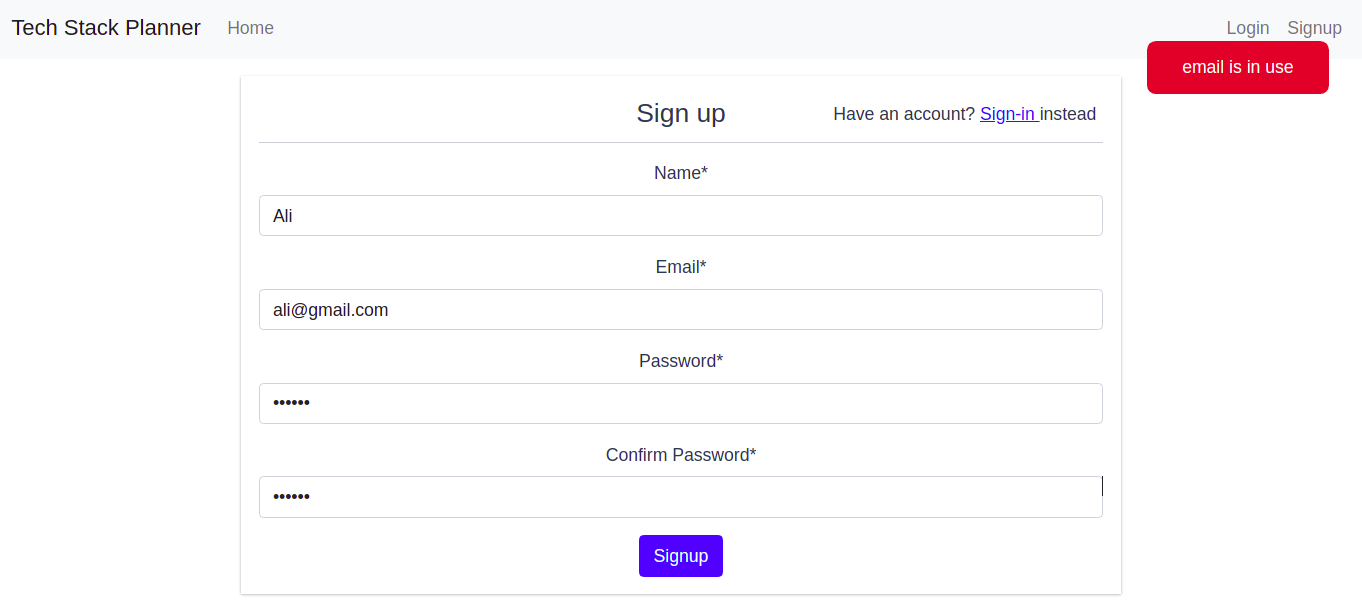 Tech Stack Planner Home Login Signup
email is in use
Sign up Have an account? Sign-in instead
Name*
Ali
Email*
ali@gmail.com
Password*
••••••
Confirm Password*
••••••
Signup